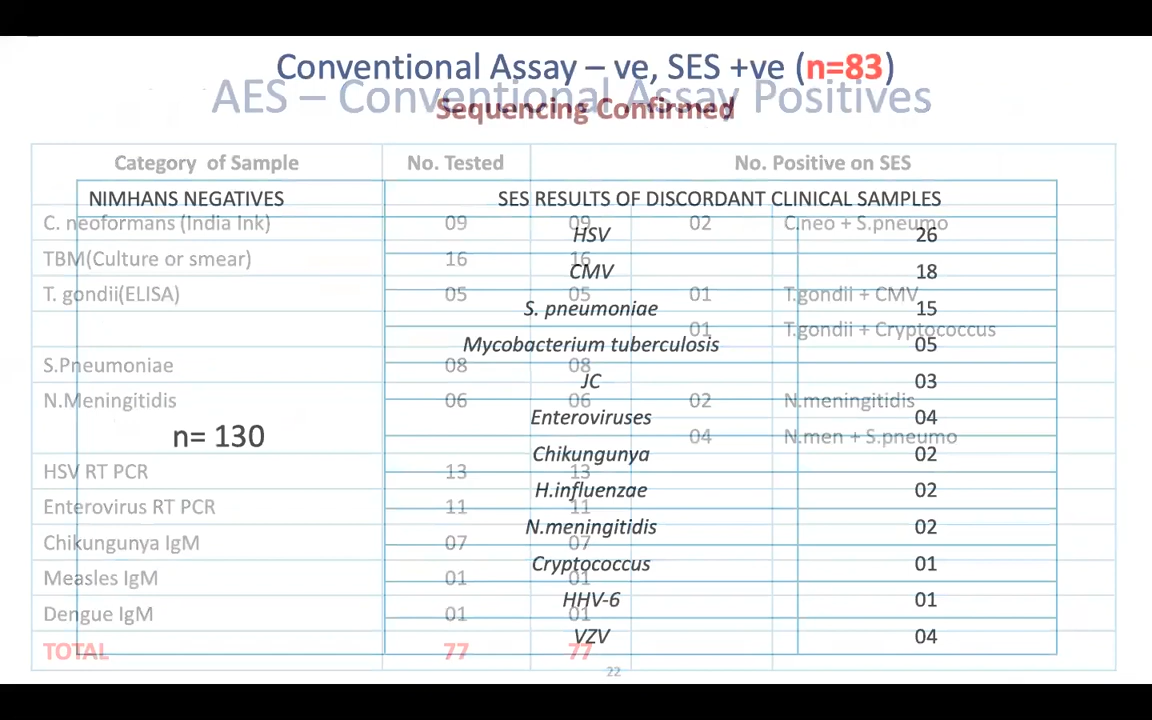 Conventional Assay – ve, SES +ve (n=83)
AES – Conventional Assay Positives
Sequencing Confirmed
Category of Sample No. Tested No. Positive on SES
NIMHANS NEGATIVES SES RESULTS OF DISCORDANT CLINICAL SAMPLES
C. neoformans (India Ink) 09 09 02 C.neo + S.pneumo
HSV 26
TBM(Culture or smear) 16 16
CMV 18
T. gondii(ELISA) 05 05 01 T.gondii + CMV
S. pneumoniae 15
01 T.gondii + Cryptococcus
Mycobacterium tuberculosis 05
S.Pneumoniae 08 08
JC 03
N.Meningitidis 06 06 02 N.meningitidis
Enteroviruses 04
n= 130
04 N.men + S.pneumo
Chikungunya 02
HSV RT PCR 13 13
H.influenzae 02
Enterovirus RT PCR 11 11
N.meningitidis 02
Chikungunya IgM 07 07
Cryptococcus 01
Measles IgM 01 01
HHV-6 01
Dengue IgM 01 01
VZV 04
TOTAL 77 77
22